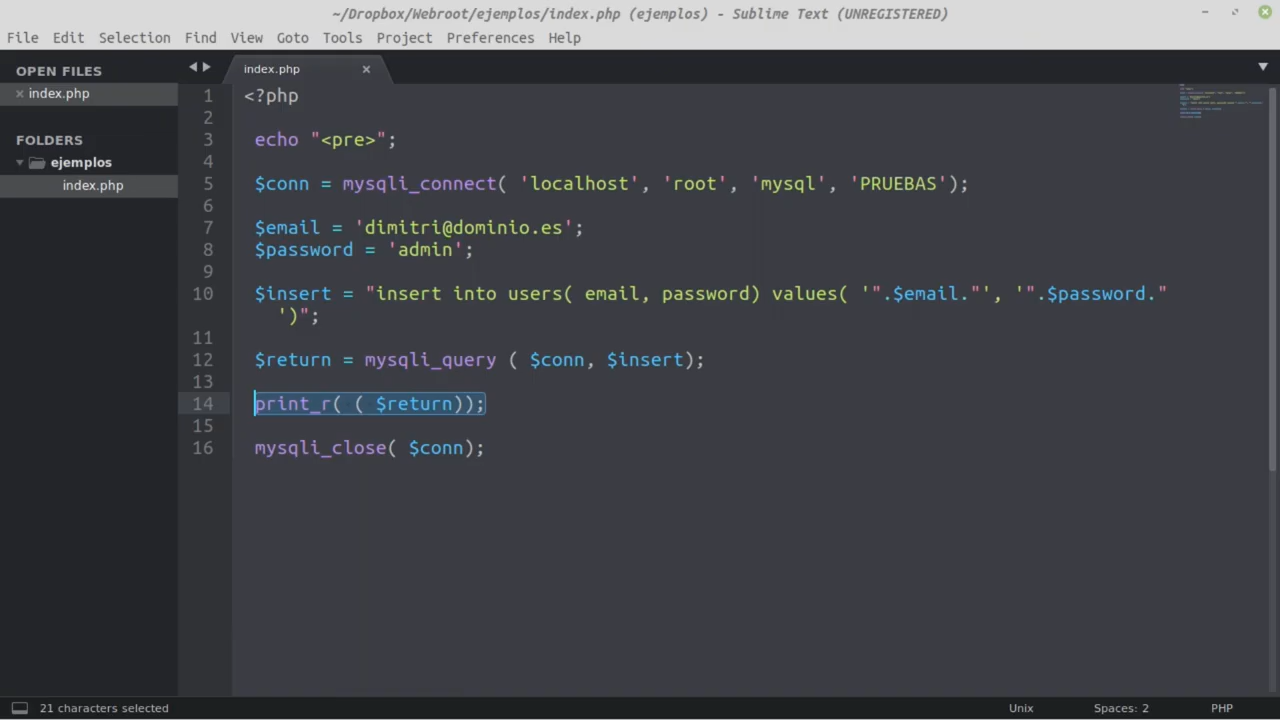 ~/Dropbox/Webroot/ejemplos/index.php (ejemplos) - Sublime Text (UNREGISTERED)
File Edit Selection Find View Goto Tools Project Preferences Help
OPEN FILES
index.php
FOLDERS
ejemplos
index.php
index.php
1 <?php
2
3 echo "<pre>";
4
5 $conn = mysqli_connect( 'localhost', 'root', 'mysql', 'PRUEBAS');
6
7 $email = 'dimitri@dominio.es';
8 $password = 'admin';
9
10 $insert = "insert into users( email, password) values( '".$email."', '".$password."
')";
11
12 $return = mysqli_query ( $conn, $insert);
13
14 print_r( ( $return));
15
16 mysqli_close( $conn);
21 characters selected
Unix
Spaces: 2
PHP